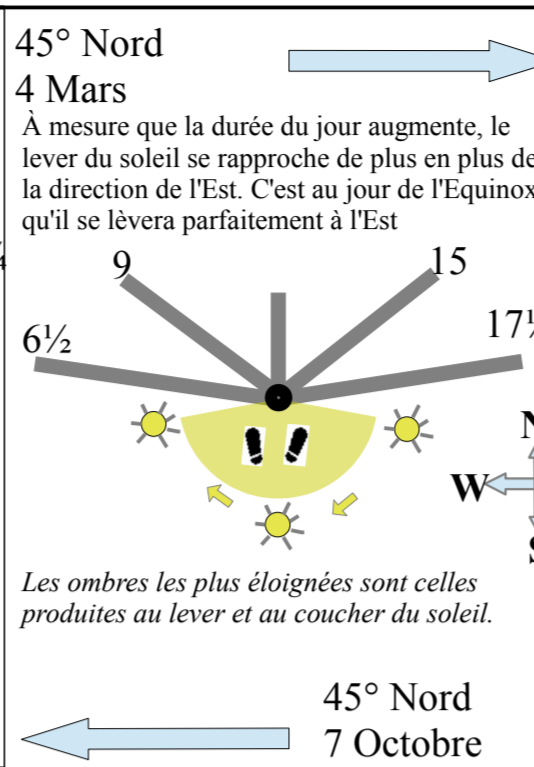 45° Nord
4 Mars
À mesure que la durée du jour augmente, le
lever du soleil se rapproche de plus en plus de
la direction de l'Est. C'est au jour de l'Equinox
qu'il se lèvera parfaitement à l'Est
9
15
6½
17½
N
W
S
Les ombres les plus éloignées sont celles
produites au lever et au coucher du soleil.
45° Nord
7 Octobre